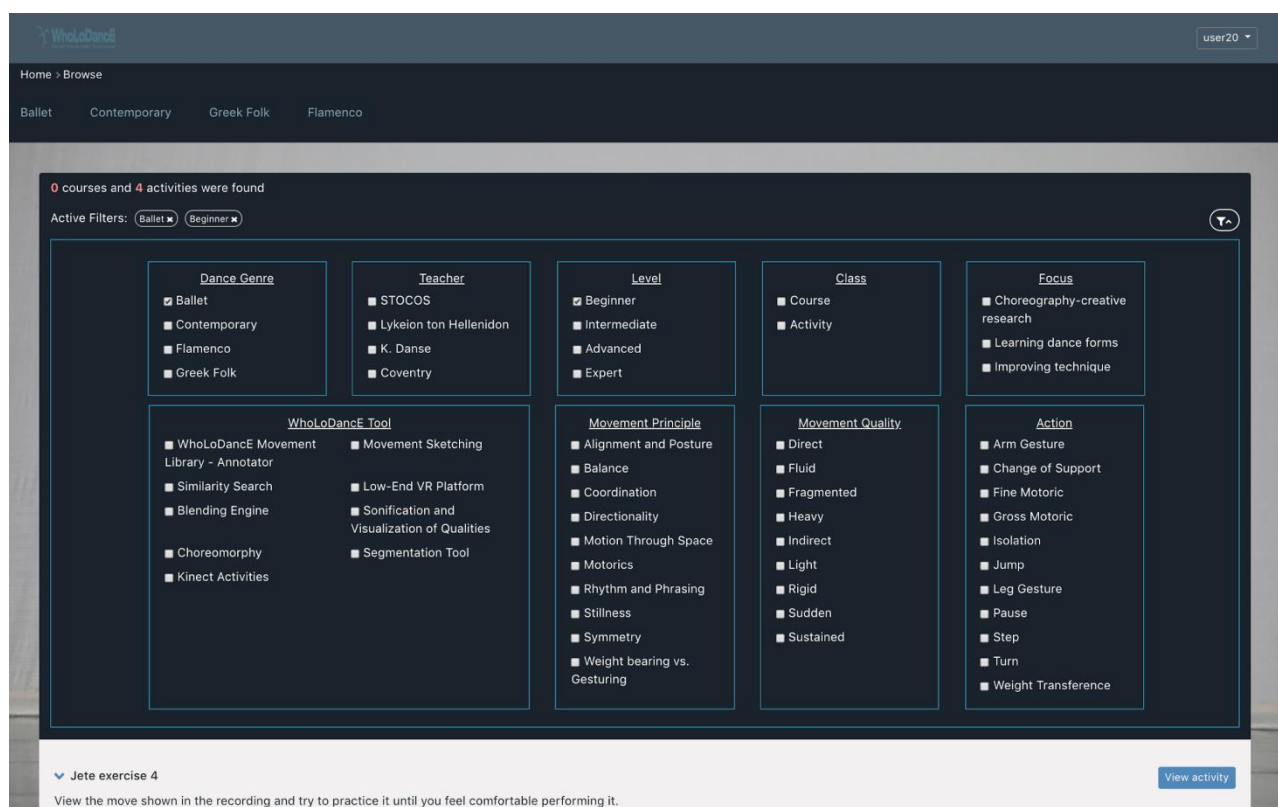 WhoLoDancE
user20
Home > Browse
Ballet Contemporary Greek Folk Flamenco
0 courses and 4 activities were found
Active Filters: Ballet × Beginner ×
Dance Genre
Ballet
Contemporary
Flamenco
Greek Folk
Teacher
STOCOS
Lykeion ton Hellenidon
K. Danse
Coventry
Level
Beginner
Intermediate
Advanced
Expert
Class
Course
Activity
Focus
Choreography-creative
research
Learning dance forms
Improving technique
WhoLoDancE Tool
WhoLoDancE Movement
Library - Annotator
Movement Sketching
Similarity Search
Low-End VR Platform
Blending Engine
Sonification and
Visualization of Qualities
Choreomorphy
Segmentation Tool
Kinect Activities
Movement Principle
Alignment and Posture
Balance
Coordination
Directionality
Motion Through Space
Motorics
Rhythm and Phrasing
Stillness
Symmetry
Weight bearing vs.
Gesturing
Movement Quality
Direct
Fluid
Fragmented
Heavy
Indirect
Light
Rigid
Sudden
Sustained
Action
Arm Gesture
Change of Support
Fine Motoric
Gross Motoric
Isolation
Jump
Leg Gesture
Pause
Step
Turn
Weight Transference
Jete exercise 4
View activity
View the move shown in the recording and try to practice it until you feel comfortable performing it.